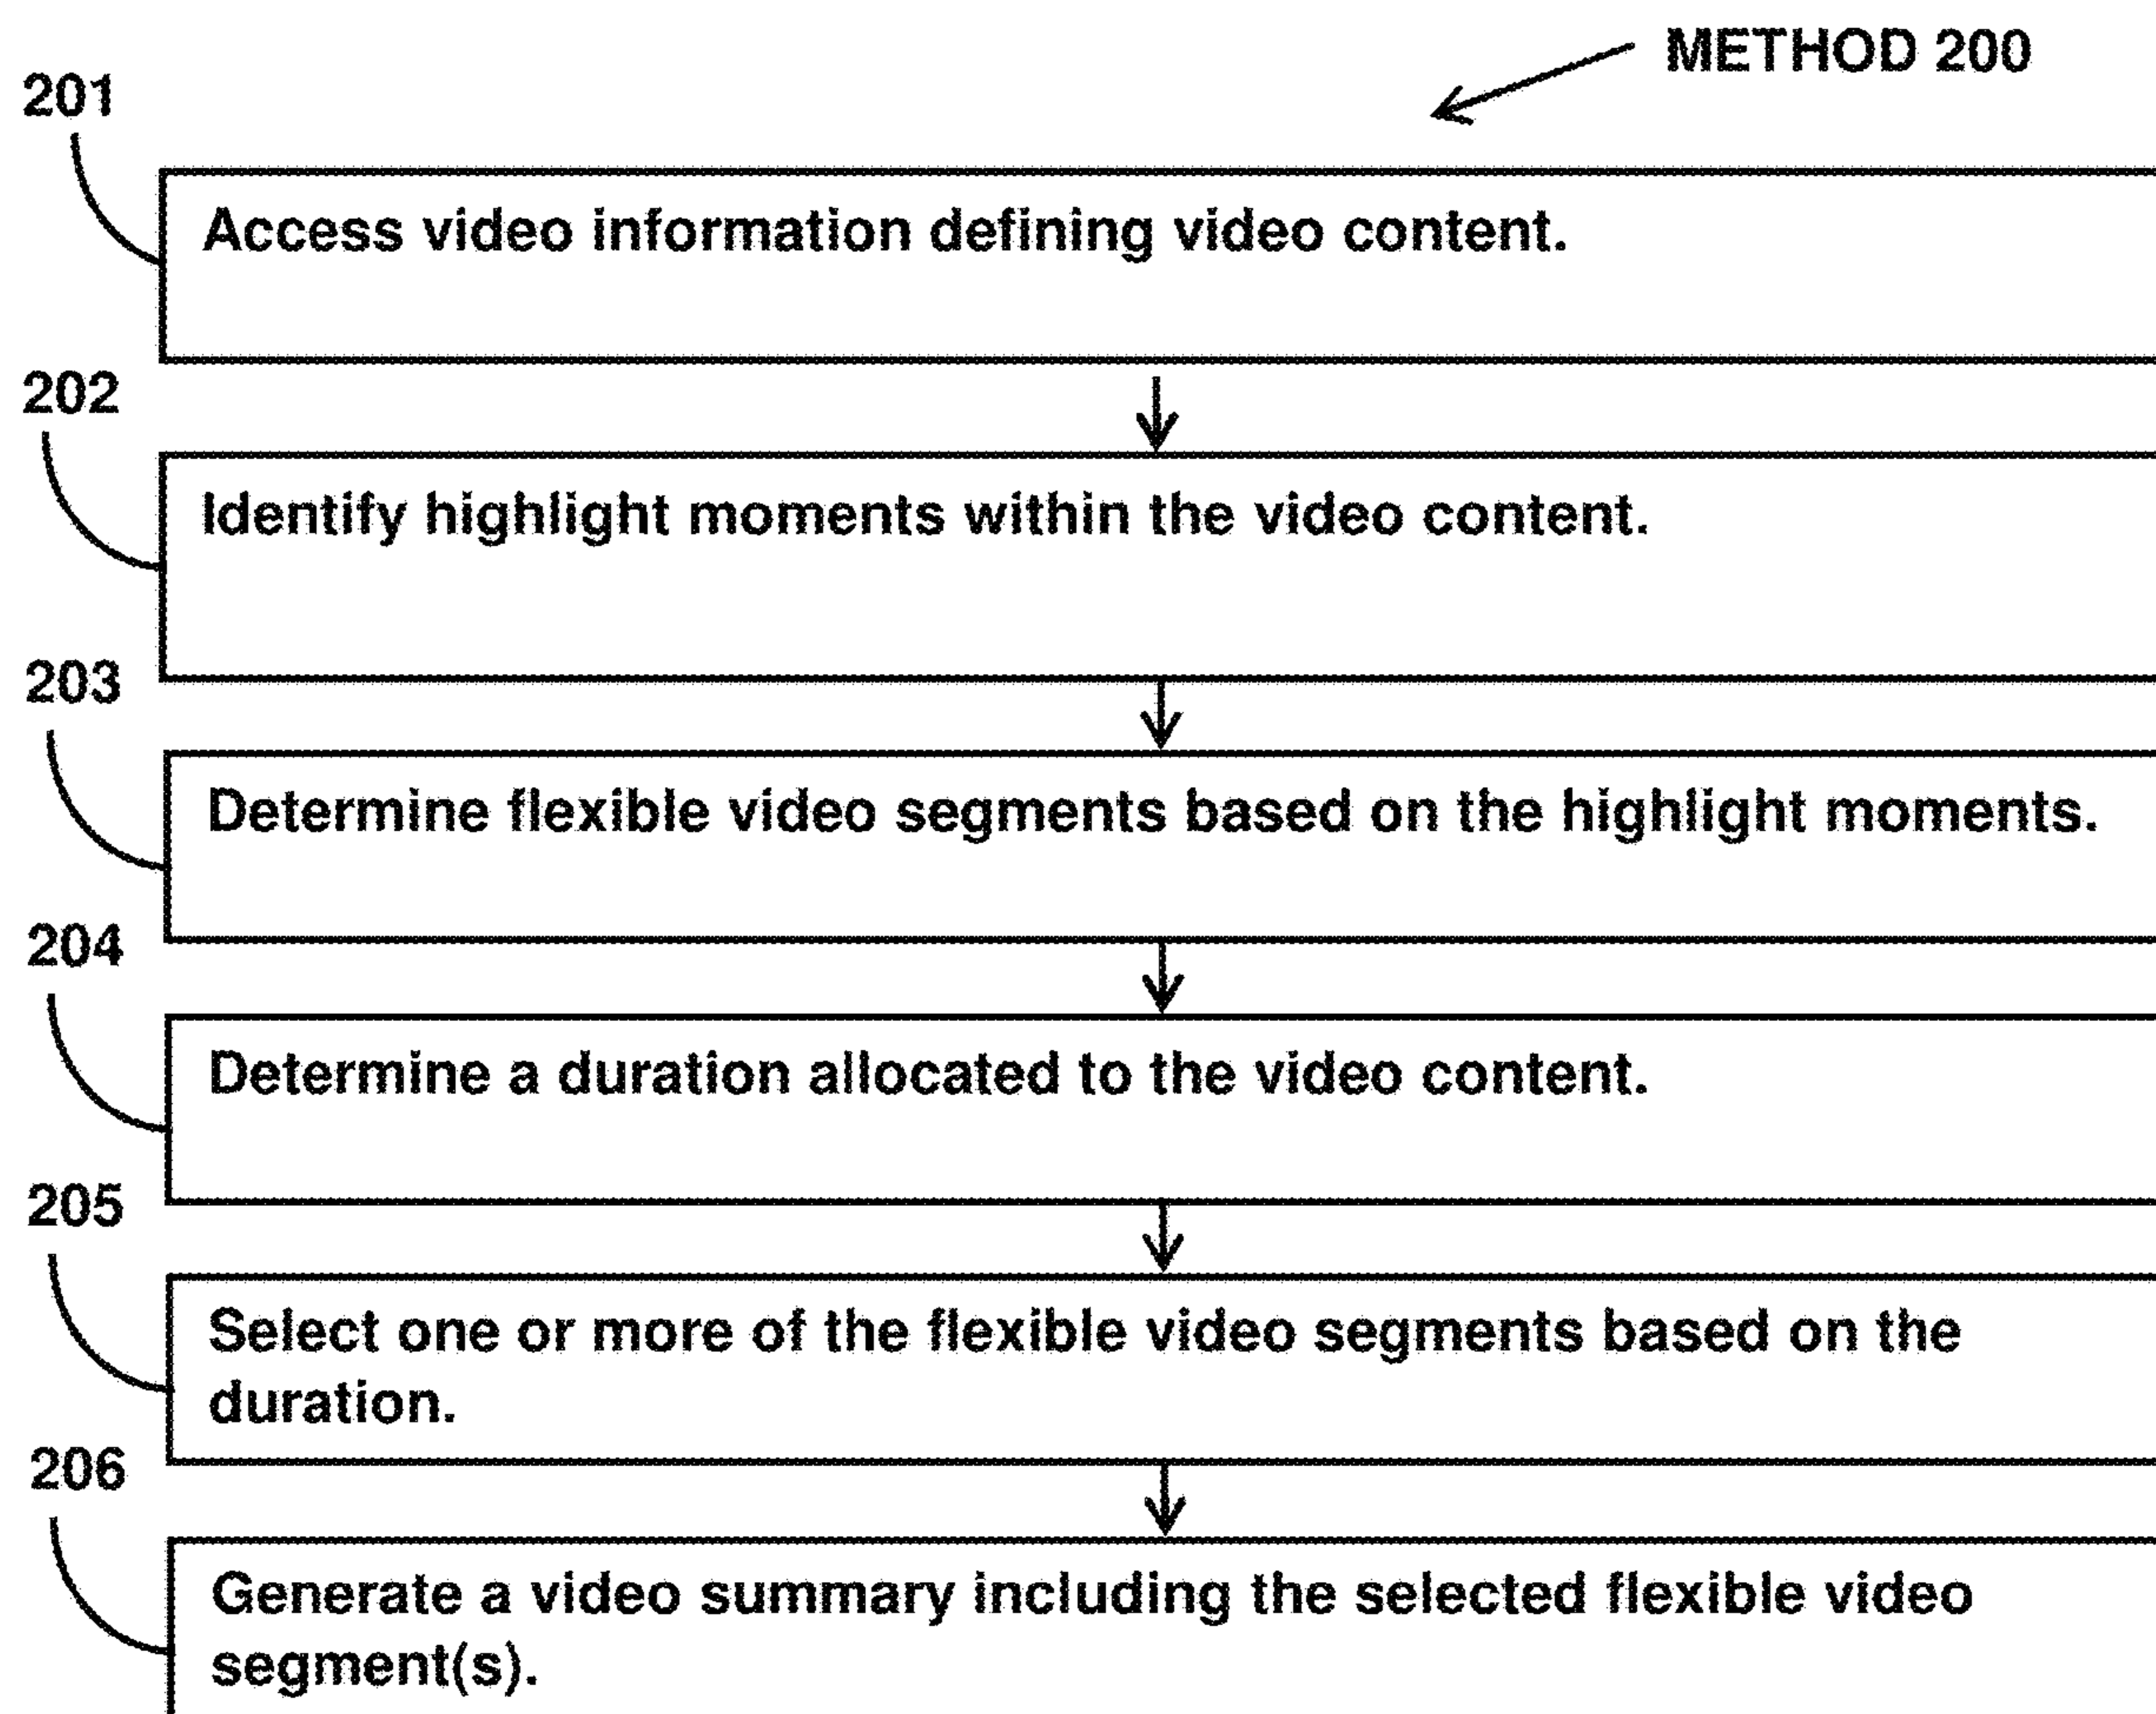 METHOD 200
201
Access video information defining video content.
202
Identify highlight moments within the video content.
203
Determine flexible video segments based on the highlight moments.
204
Determine a duration allocated to the video content.
205
Select one or more of the flexible video segments based on the
duration.
206
Generate a video summary including the selected flexible video
segment(s).